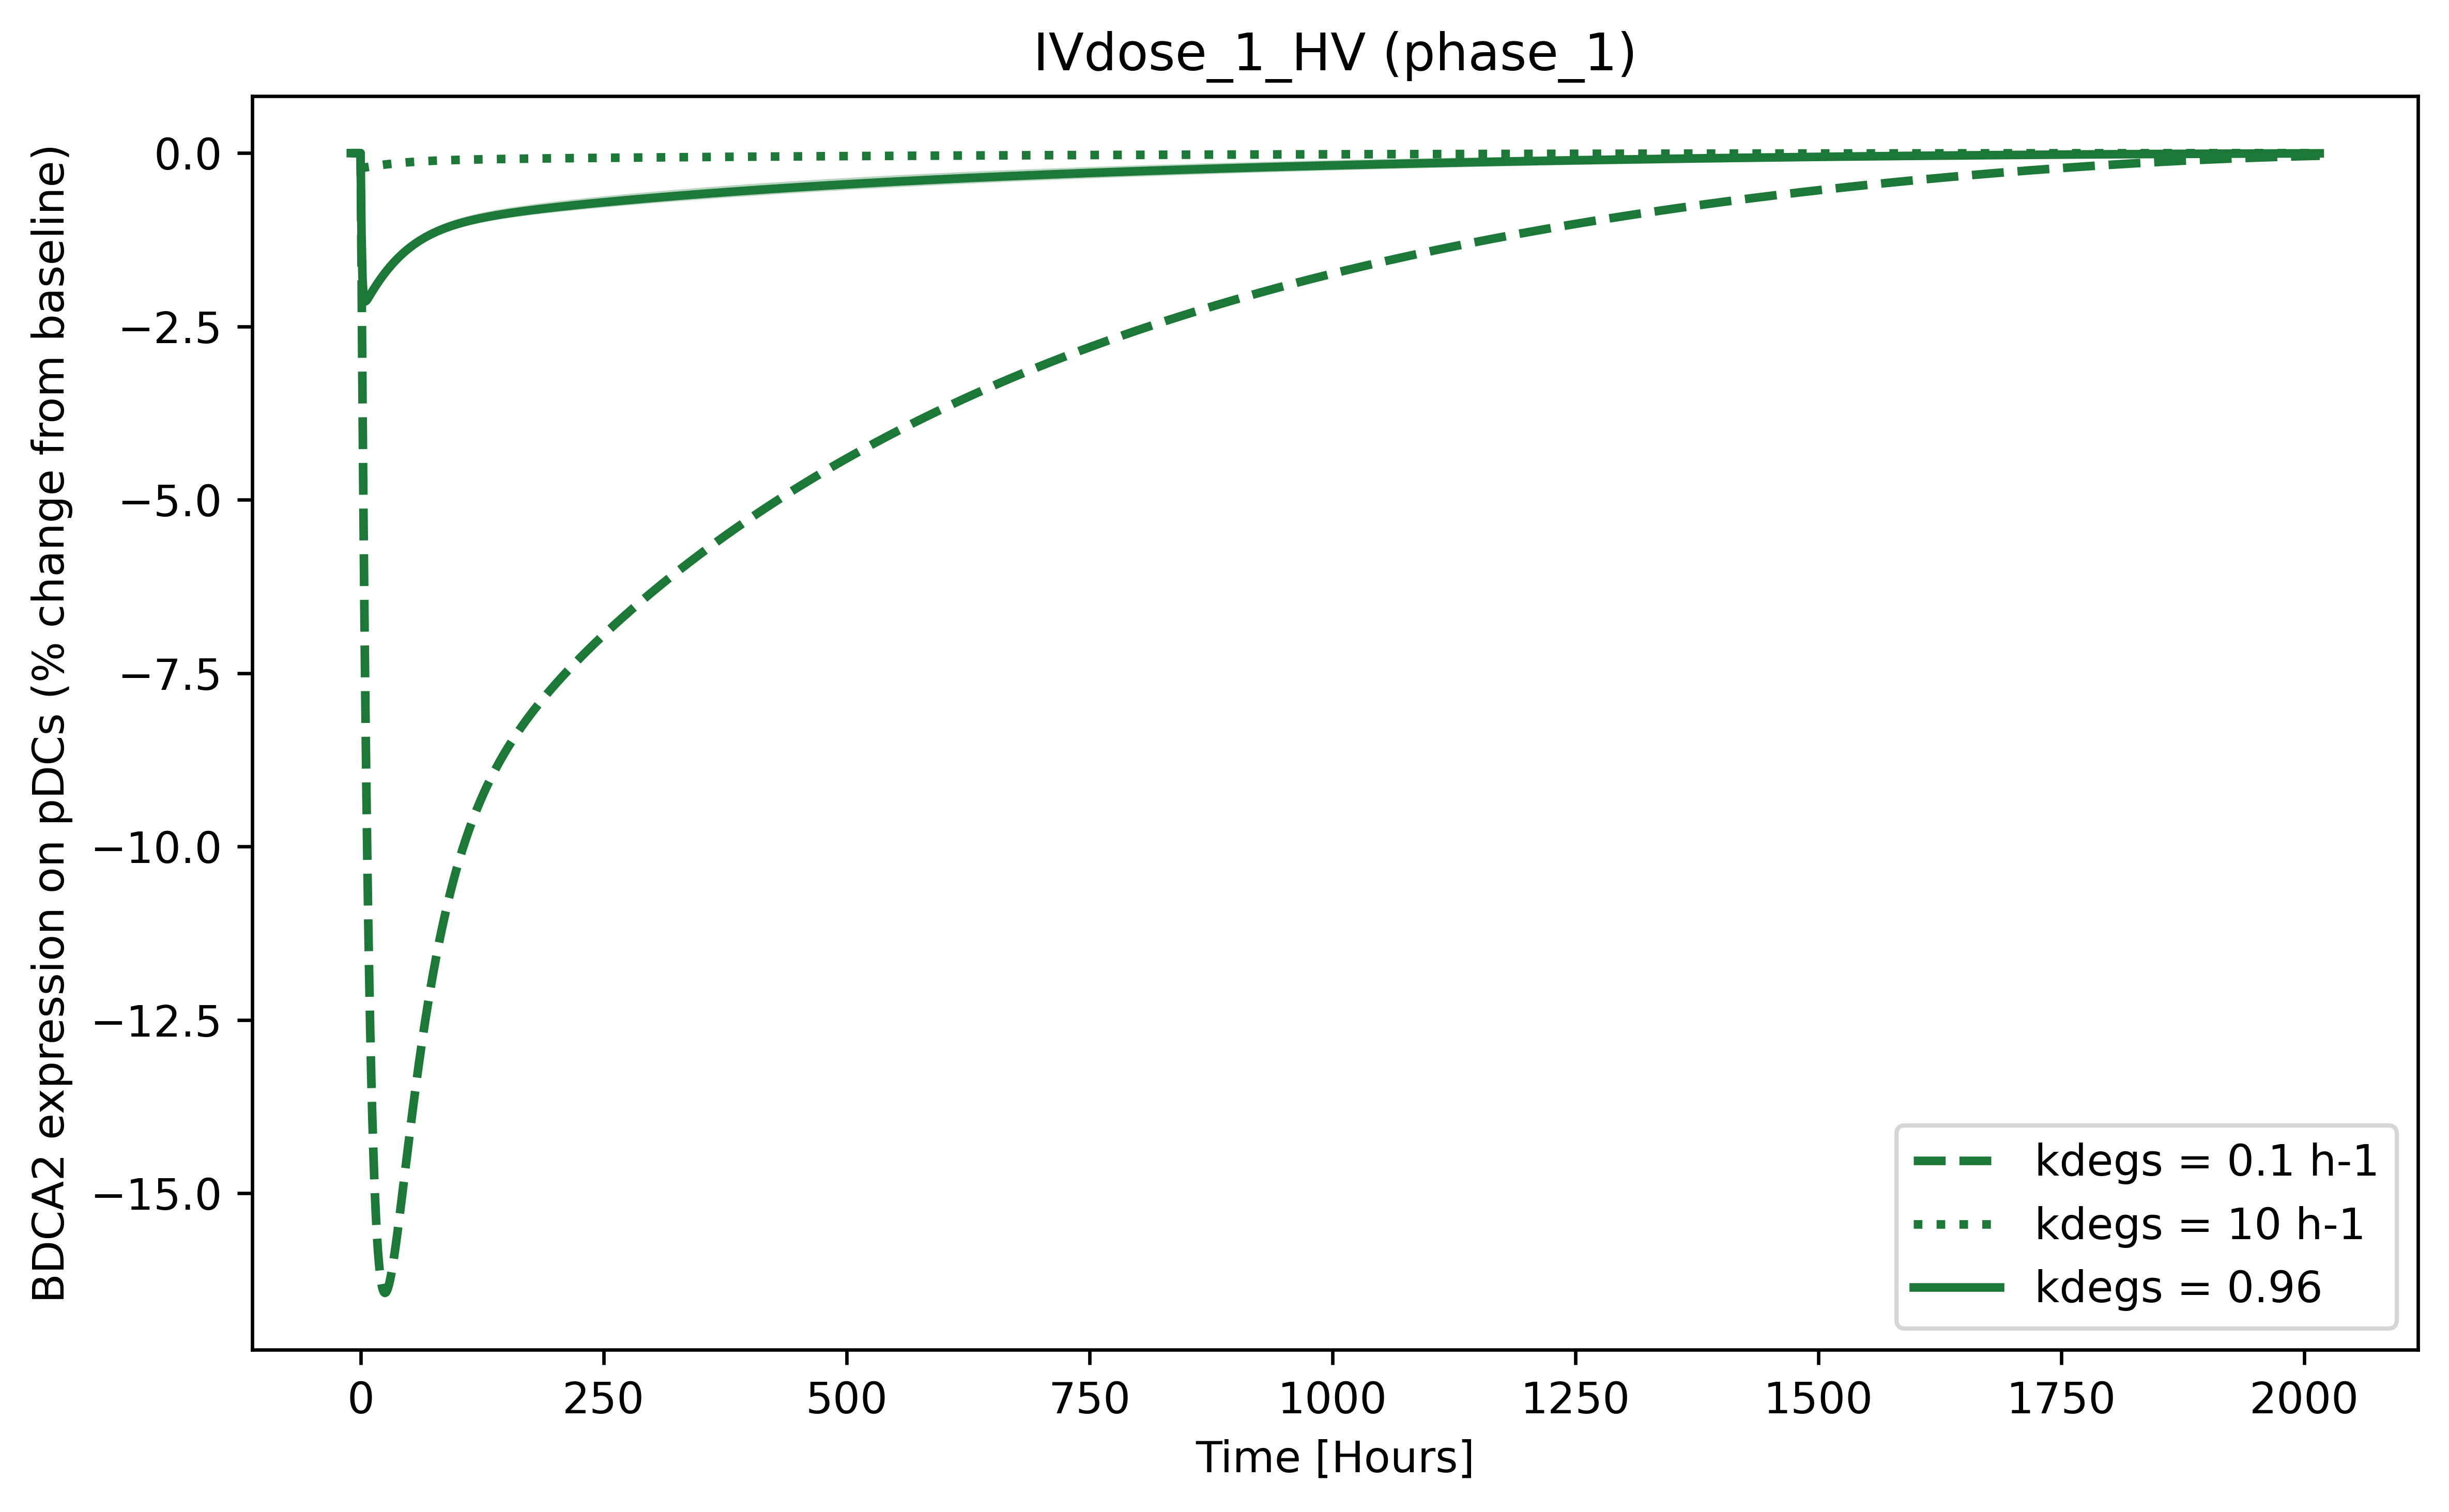 IVdose_1_HV (phase_1)
BDCA2 expression on pDCs (% change from baseline)
0.0
−2.5
−5.0
−7.5
−10.0
−12.5
−15.0
kdegs = 0.1 h-1
kdegs = 10 h-1
kdegs = 0.96
0 250 500 750 1000 1250 1500 1750 2000
Time [Hours]